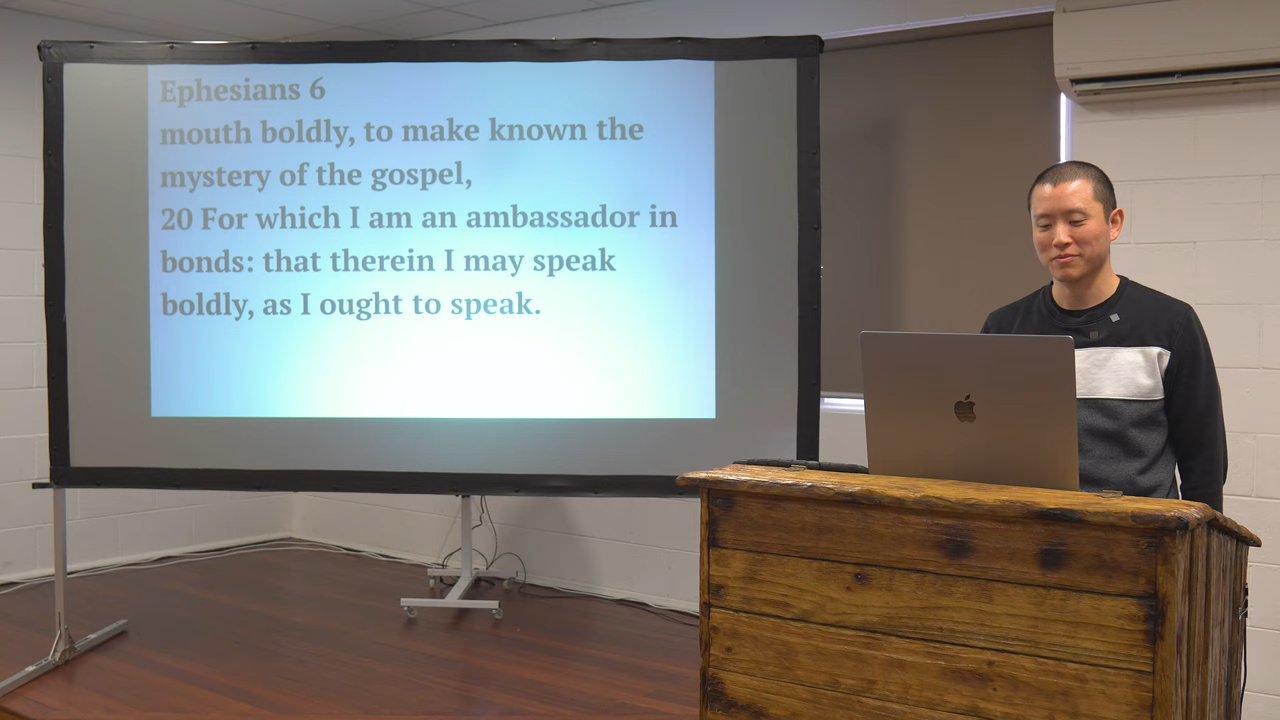 Ephesians 6
mouth boldly, to make known the
mystery of the gospel,
20 For which I am an ambassador in
bonds: that therein I may speak
boldly, as I ought to speak.